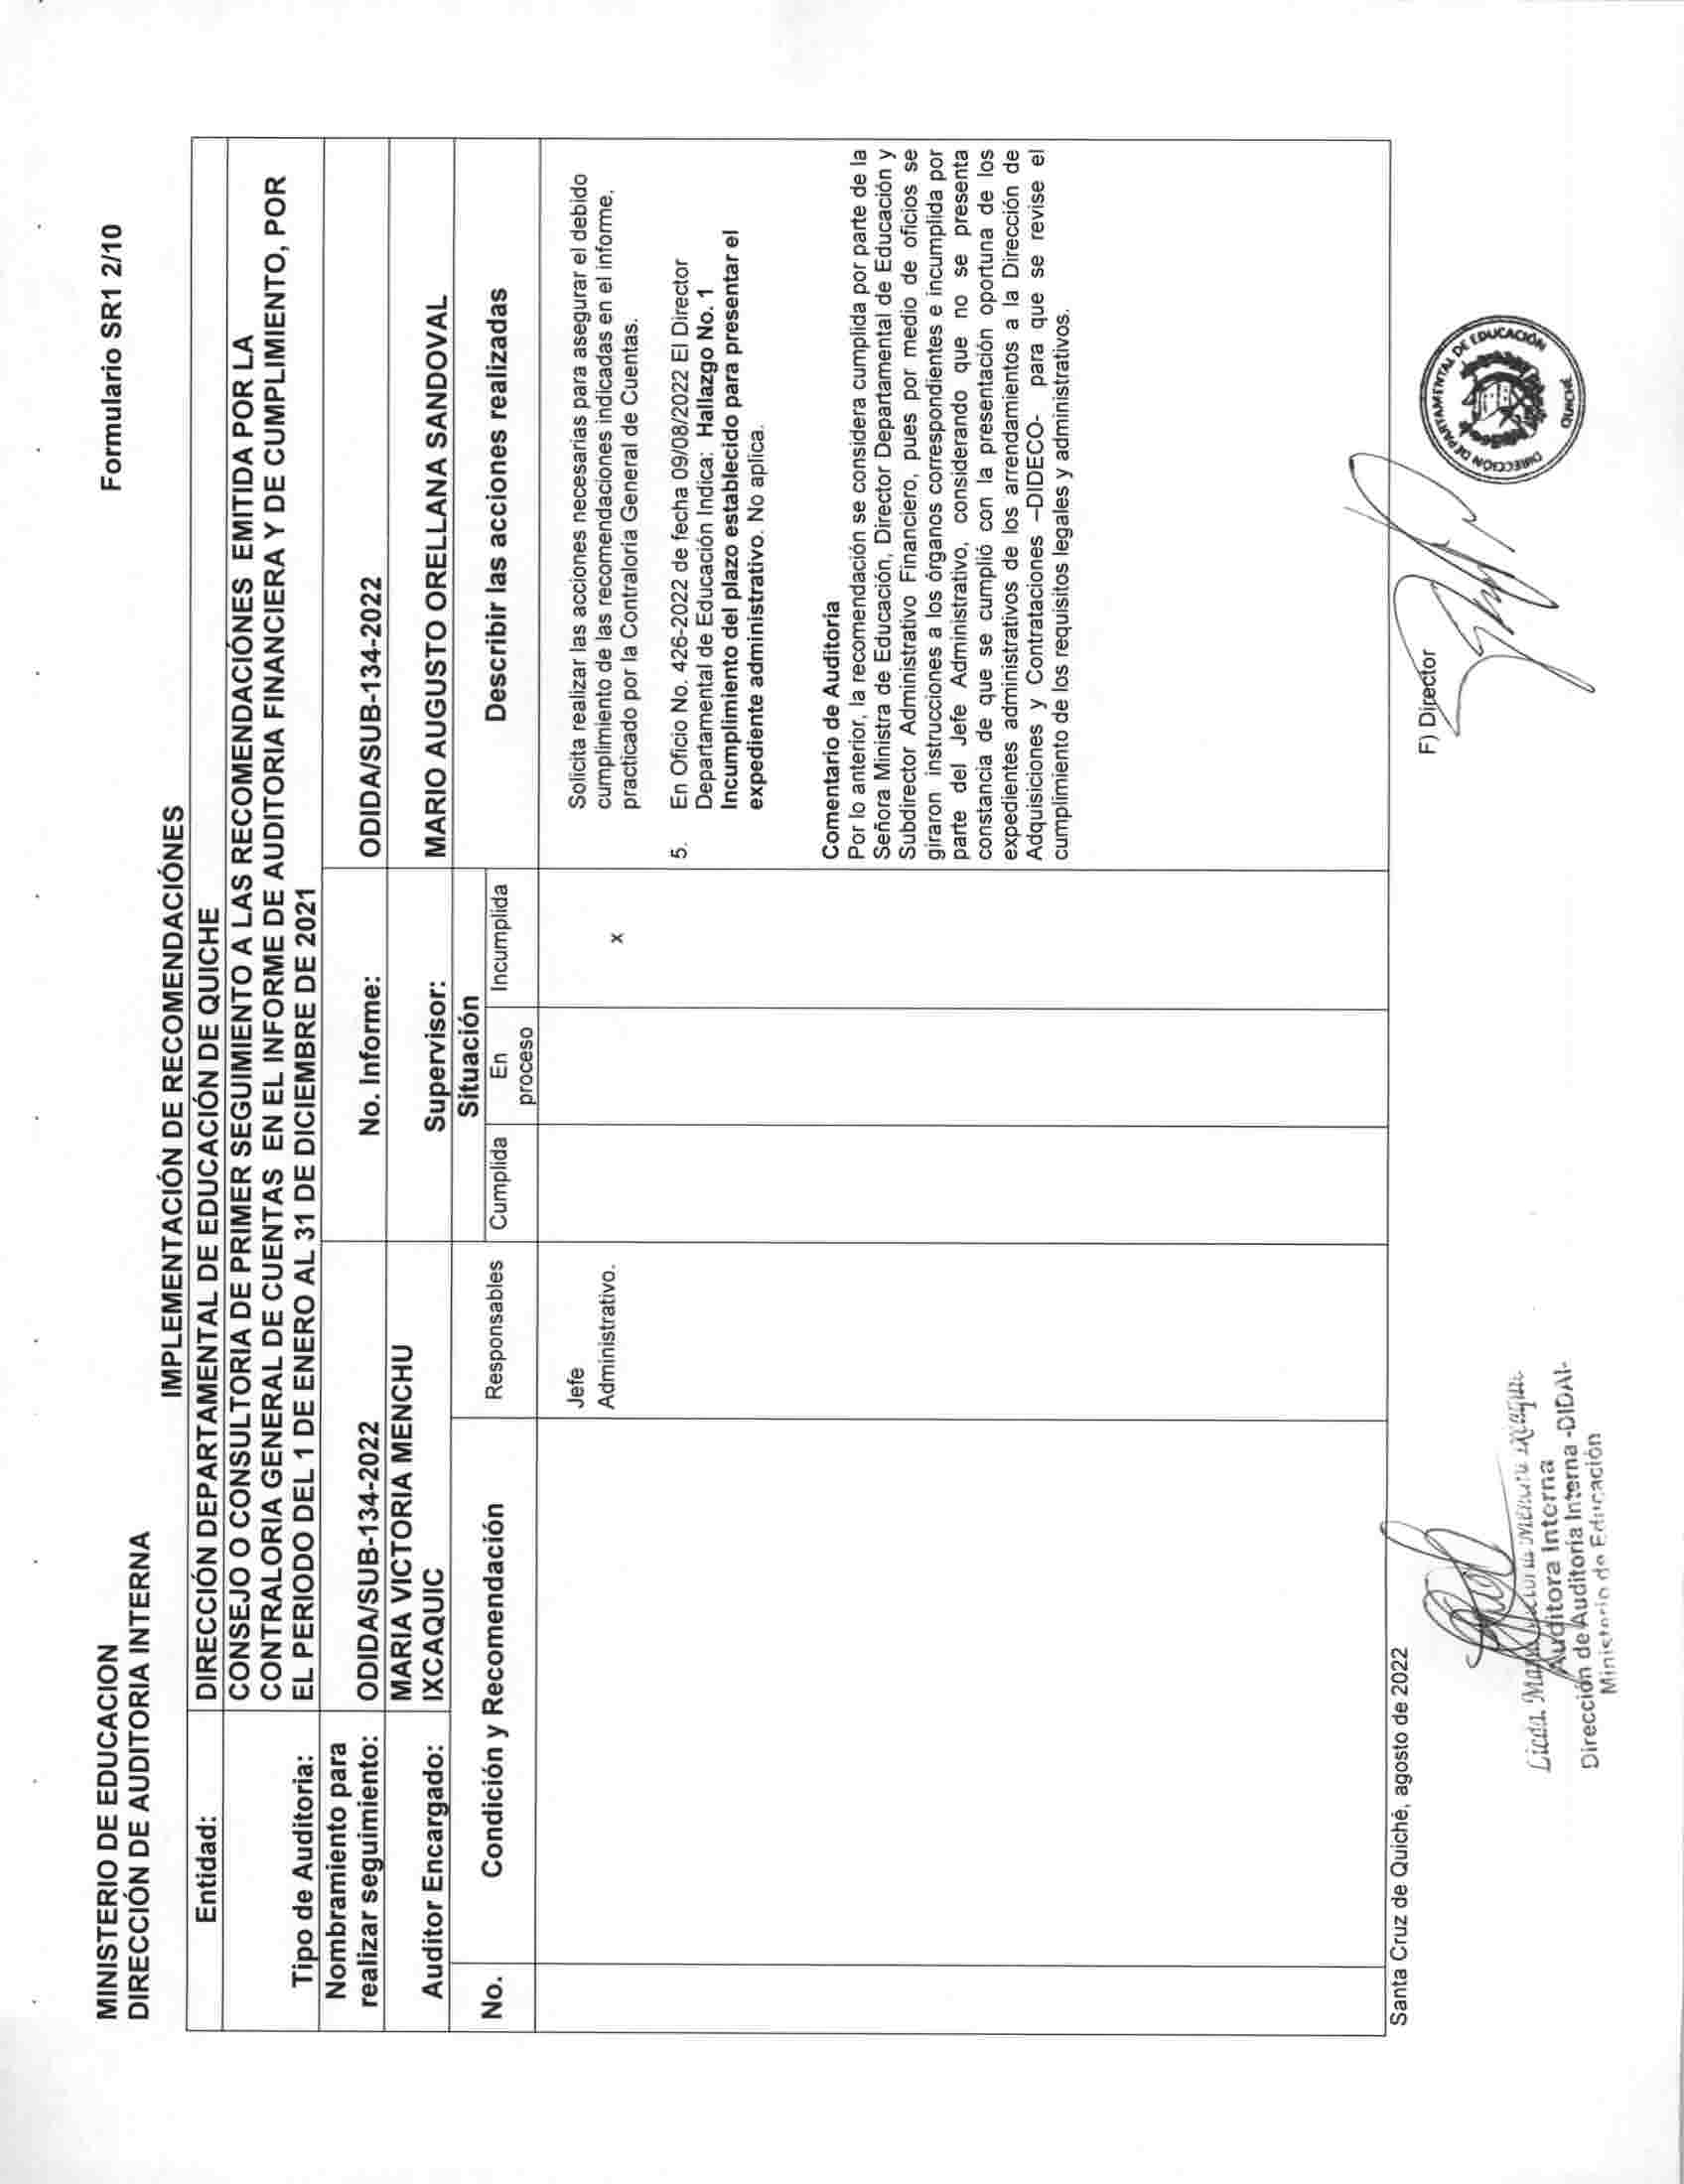 MINISTERIO DE EDUCACION
DIRECCIÓN DE AUDITORIA INTERNA
Formulario SR1 2/10
IMPLEMENTACIÓN DE RECOMENDACIÓNES
Entidad: DIRECCIÓN DEPARTAMENTAL DE EDUCACIÓN DE QUICHE
CONSEJO O CONSULTORIA DE PRIMER SEGUIMIENTO A LAS RECOMENDACIÓNES EMITIDA POR LA
CONTRALORIA GENERAL DE CUENTAS EN EL INFORME DE AUDITORIA FINANCIERA Y DE CUMPLIMIENTO, POR
Tipo de Auditoria: EL PERIODO DEL 1 DE ENERO AL 31 DE DICIEMBRE DE 2021
Nombramiento para
realizar seguimiento: ODIDA/SUB-134-2022 No. Informe: ODIDA/SUB-134-2022
MARIA VICTORIA MENCHU
Auditor Encargado: IXCAQUIC Supervisor: MARIO AUGUSTO ORELLANA SANDOVAL
No. Condición y Recomendación Responsables Situación Describir las acciones realizadas
Cumplida En Incumplida
proceso
Jefe
Administrativo.
x
Solicita realizar las acciones necesarias para asegurar el debido
cumplimiento de las recomendaciones indicadas en el informe,
practicado por la Contraloría General de Cuentas.
5. En Oficio No. 426-2022 de fecha 09/08/2022 El Director
Departamental de Educación Indica: Hallazgo No. 1
Incumplimiento del plazo establecido para presentar el
expediente administrativo. No aplica.
Comentario de Auditoria
Por lo anterior, la recomendación se considera cumplida por parte de la
Señora Ministra de Educación, Director Departamental de Educación y
Subdirector Administrativo Financiero, pues por medio de oficios se
giraron instrucciones a los órganos correspondientes e incumplida por
parte del Jefe Administrativo, considerando que no se presenta
constancia de que se cumplió con la presentación oportuna de los
expedientes administrativos de los arrendamientos a la Dirección de
Adquisiciones y Contrataciones –DIDECO- para que se revise el
cumplimiento de los requisitos legales y administrativos.
Santa Cruz de Quiché, agosto de 2022
F) Director
DIRECCIÓN DEPARTAMENTAL DE EDUCACIÓN
QUICHÉ
Licda. María Victoria Menchú Ixcaquic
Auditora Interna
Dirección de Auditoría Interna -DIDAI-
Ministerio de Educación